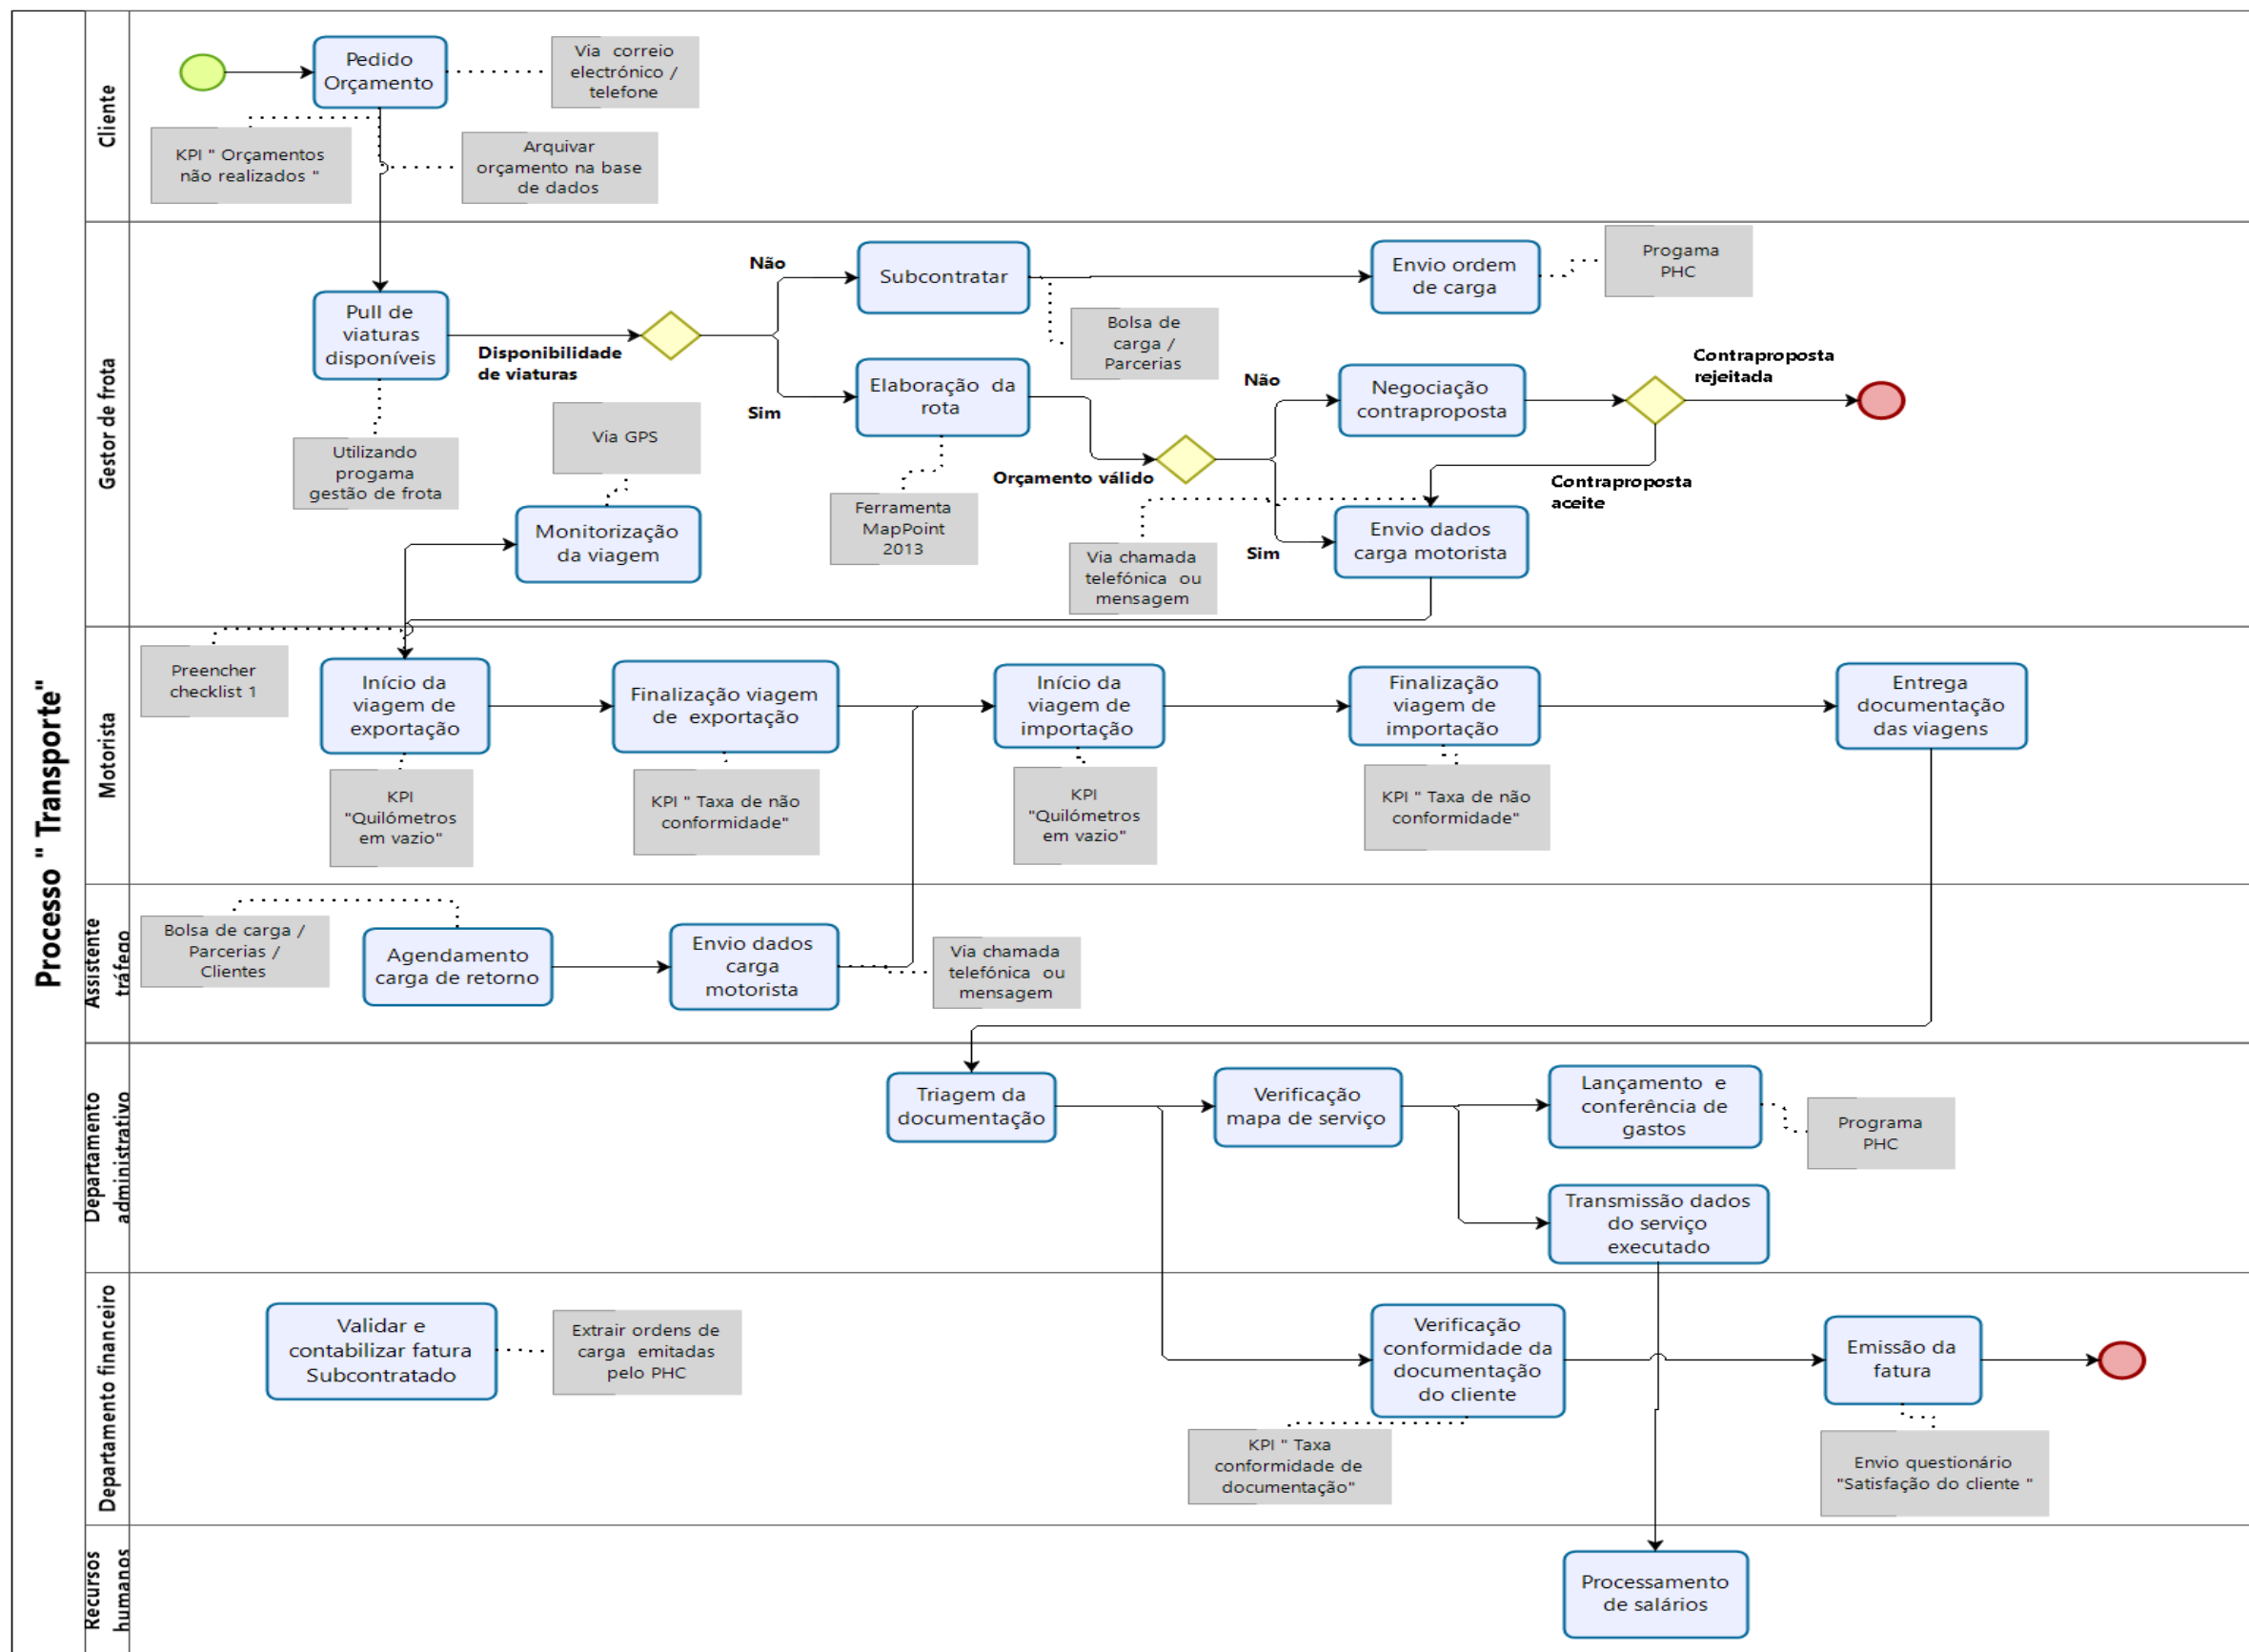 Processo " Transporte"
Cliente
Pedido
Orçamento
Via  correio
electrónico /
telefone
KPI " Orçamentos
não realizados "
Arquivar
orçamento na base
de dados
Gestor de frota
Pull de
viaturas
disponíveis
Disponibilidade
de viaturas
Não
Sim
Subcontratar
Envio ordem
de carga
Progama
PHC
Bolsa de
carga /
Parcerias
Elaboração  da
rota
Orçamento válido
Não
Sim
Negociação
contraproposta
Contraproposta
rejeitada
Contraproposta
aceite
Utilizando
progama
gestão de frota
Via GPS
Monitorização
da viagem
Ferramenta
MapPoint
2013
Via chamada
telefónica  ou
mensagem
Envio dados
carga motorista
Motorista
Preencher
checklist 1
Início da
viagem de
exportação
Finalização viagem
de  exportação
Início da
viagem de
importação
Finalização
viagem de
importação
Entrega
documentação
das viagens
KPI
"Quilómetros
em vazio"
KPI " Taxa de não
conformidade"
KPI
"Quilómetros
em vazio"
KPI " Taxa de não
conformidade"
Assistente
tráfego
Bolsa de carga /
Parcerias /
Clientes
Agendamento
carga de retorno
Envio dados
carga
motorista
Via chamada
telefónica  ou
mensagem
Departamento
administrativo
Triagem da
documentação
Verificação
mapa de serviço
Lançamento  e
conferência de
gastos
Programa
PHC
Transmissão dados
do serviço
executado
Departamento financeiro
Validar e
contabilizar fatura
Subcontratado
Extrair ordens de
carga  emitadas
pelo PHC
Verificação
conformidade da
documentação
do cliente
Emissão da
fatura
KPI " Taxa
conformidade de
documentação"
Envio questionário
"Satisfação do cliente "
Recursos
humanos
Processamento
de salários